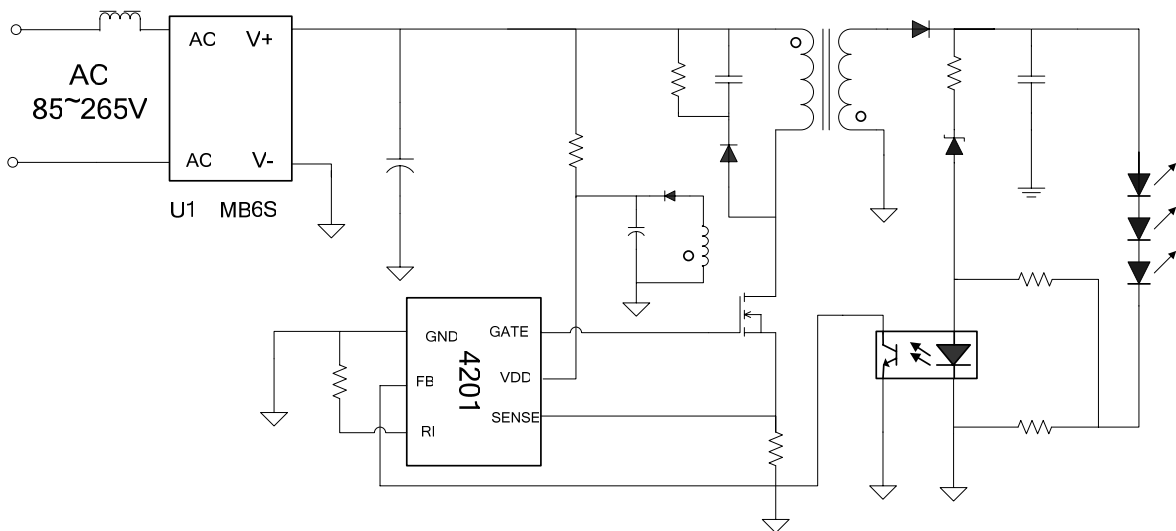 AC V+
AC
85~265V
AC V-
U1 MB6S
GND GATE
FB VDD
4201
SENSE
RI